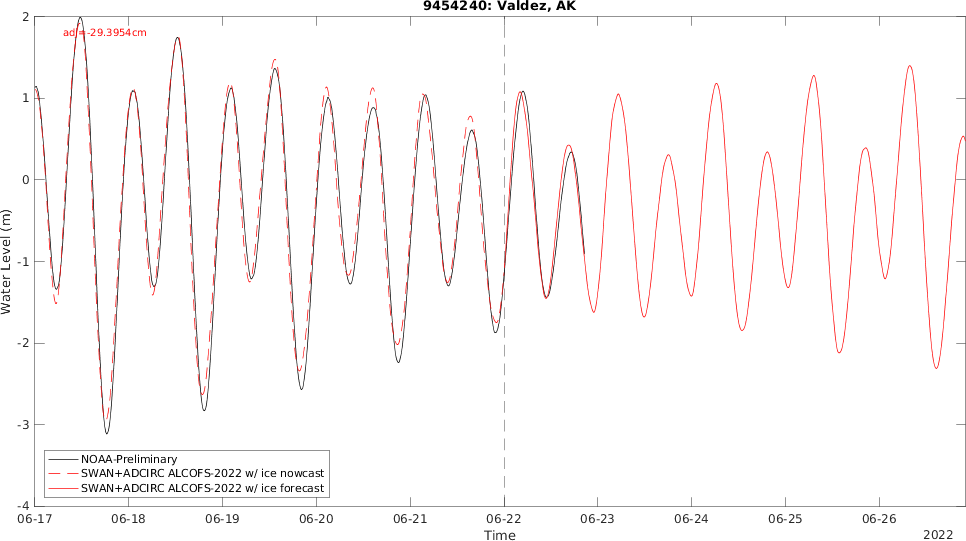 9454240: Valdez, AK
adj=-29.3954cm
2
1
0
-1
-2
-3
-4
Water Level (m)
NOAA-Preliminary
SWAN+ADCIRC ALCOFS-2022 w/ ice nowcast
SWAN+ADCIRC ALCOFS-2022 w/ ice forecast
06-17 06-18 06-19 06-20 06-21 06-22 06-23 06-24 06-25 06-26
Time
2022